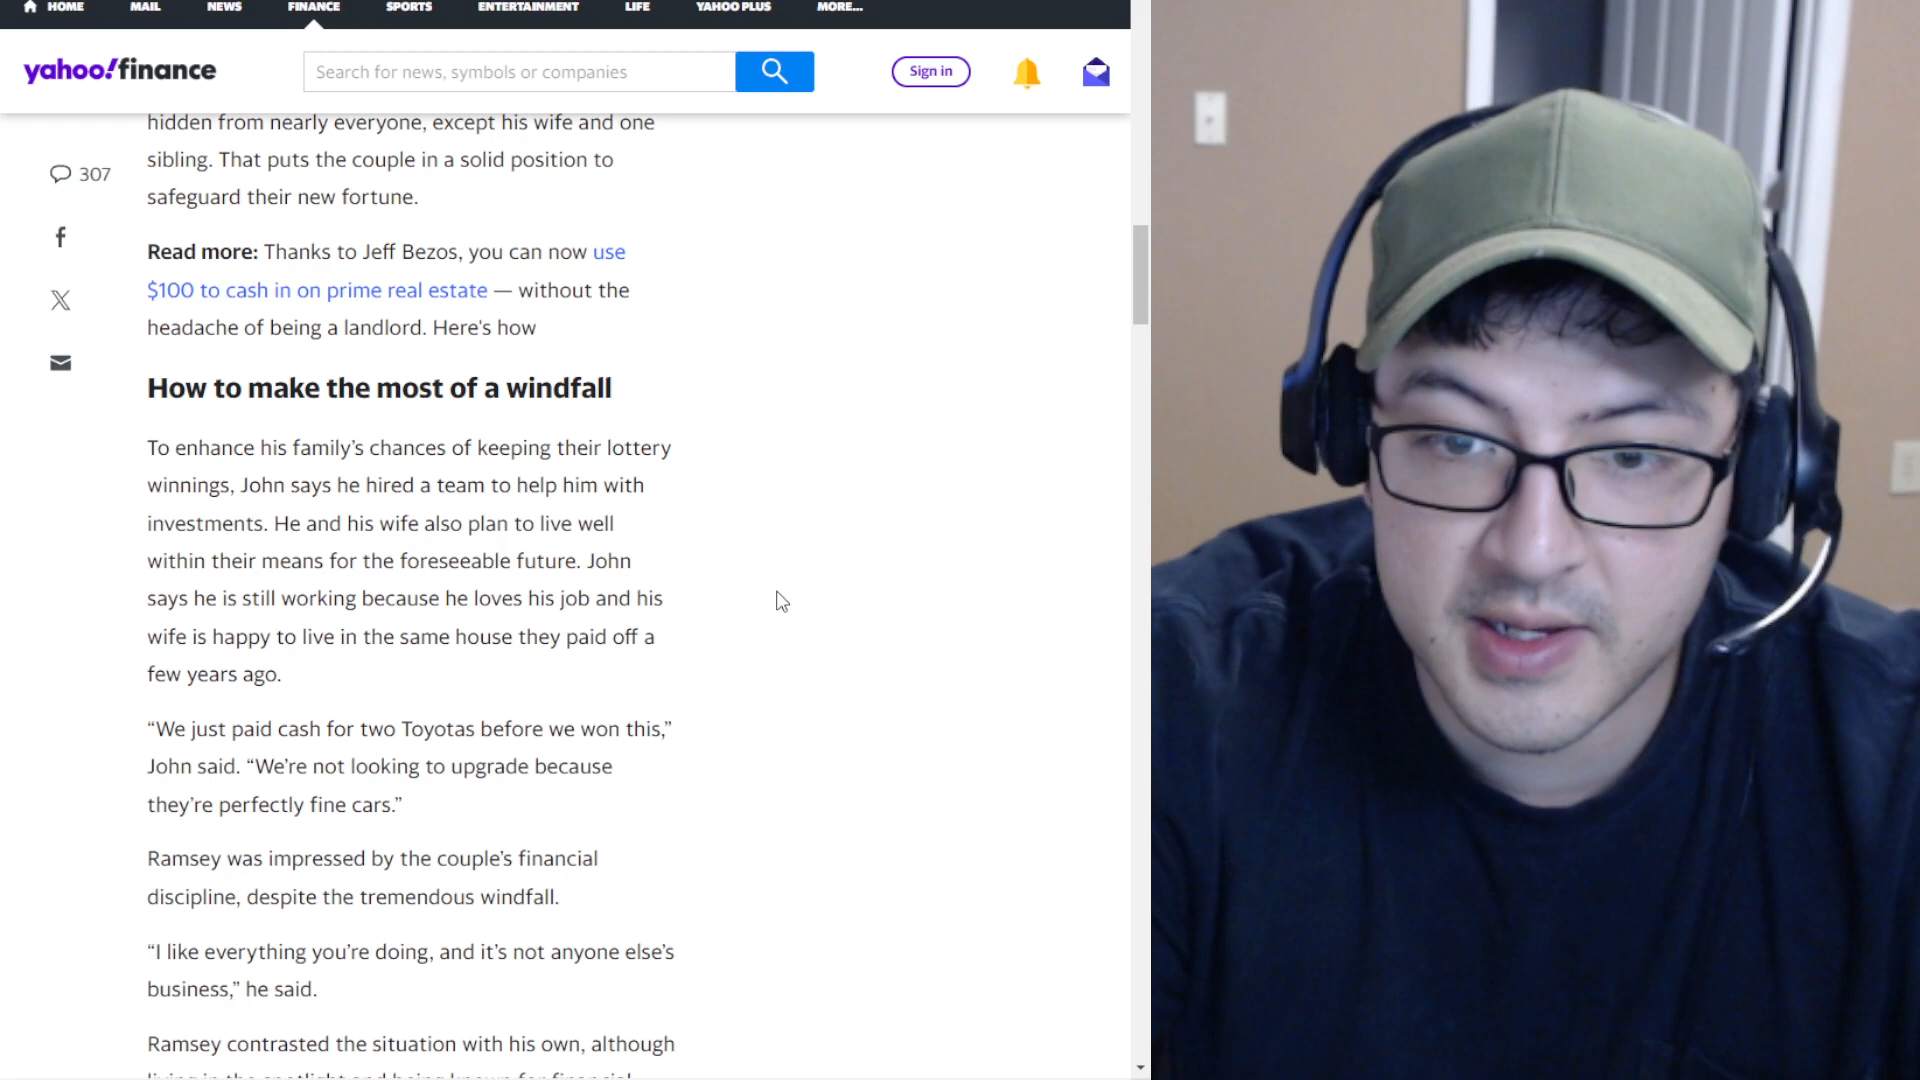 HOME MAIL NEWS FINANCE SPORTS ENTERTAINMENT LIFE YAHOO PLUS MORE...
yahoo!finance
Search for news, symbols or companies
Sign in
hidden from nearly everyone, except his wife and one
sibling. That puts the couple in a solid position to
307
safeguard their new fortune.
Read more: Thanks to Jeff Bezos, you can now use
$100 to cash in on prime real estate — without the
headache of being a landlord. Here's how
How to make the most of a windfall
To enhance his family’s chances of keeping their lottery
winnings, John says he hired a team to help him with
investments. He and his wife also plan to live well
within their means for the foreseeable future. John
says he is still working because he loves his job and his
wife is happy to live in the same house they paid off a
few years ago.
“We just paid cash for two Toyotas before we won this,”
John said. “We’re not looking to upgrade because
they’re perfectly fine cars.”
Ramsey was impressed by the couple’s financial
discipline, despite the tremendous windfall.
“I like everything you’re doing, and it’s not anyone else’s
business,” he said.
Ramsey contrasted the situation with his own, although